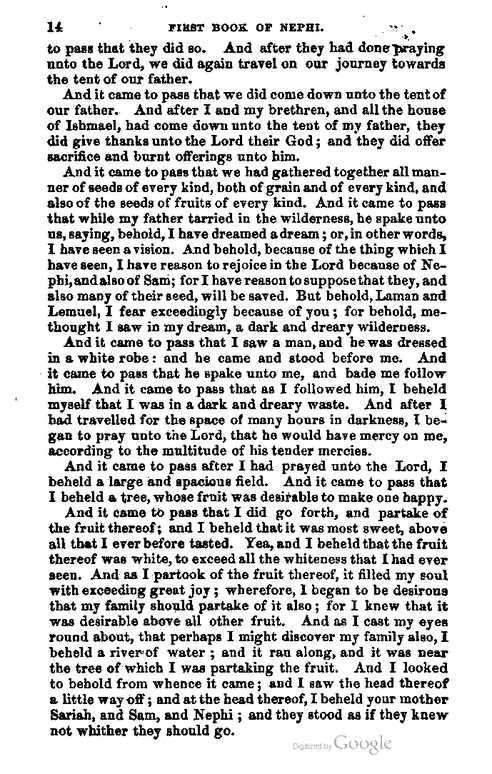 14 FIRST BOOK OF NEPHI.
to pass that they did so. And after they had done praying
unto the Lord, we did again travel on our journey towards
the tent of our father.
And it came to pass that we did come down unto the tent of
our father. And after I and my brethren, and all the house
of Ishmael, had come down unto the tent of my father, they
did give thanks unto the Lord their God; and they did offer
sacrifice and burnt offerings unto him.
And it came to pass that we had gathered together all man-
ner of seeds of every kind, both of grain and of every kind, and
also of the seeds of fruits of every kind. And it came to pass
that while my father tarried in the wilderness, he spake unto
us, saying, behold, I have dreamed a dream; or, in other words,
I have seen a vision. And behold, because of the thing which I
have seen, I have reason to rejoice in the Lord because of Ne-
phi, and also of Sam; for I have reason to suppose that they, and
also many of their seed, will be saved. But behold, Laman and
Lemuel, I fear exceedingly because of you; for behold, me-
thought I saw in my dream, a dark and dreary wilderness.
And it came to pass that I saw a man, and he was dressed
in a white robe: and he came and stood before me. And
it came to pass that he spake unto me, and bade me follow
him. And it came to pass that as I followed him, I beheld
myself that I was in a dark and dreary waste. And after I
had travelled for the space of many hours in darkness, I be-
gan to pray unto the Lord, that he would have mercy on me,
according to the multitude of his tender mercies.
And it came to pass after I had prayed unto the Lord, I
beheld a large and spacious field. And it came to pass that
I beheld a tree, whose fruit was desirable to make one happy.
And it came to pass that I did go forth, and partake of
the fruit thereof; and I beheld that it was most sweet, above
all that I ever before tasted. Yea, and I beheld that the fruit
thereof was white, to exceed all the whiteness that I had ever
seen. And as I partook of the fruit thereof, it filled my soul
with exceeding great joy; wherefore, I began to be desirous
that my family should partake of it also; for I knew that it
was desirable above all other fruit. And as I cast my eyes
round about, that perhaps I might discover my family also, I
beheld a river of water; and it ran along, and it was near
the tree of which I was partaking the fruit. And I looked
to behold from whence it came; and I saw the head thereof
a little way off; and at the head thereof, I beheld your mother
Sariah, and Sam, and Nephi; and they stood as if they knew
not whither they should go.
Digitized by Google